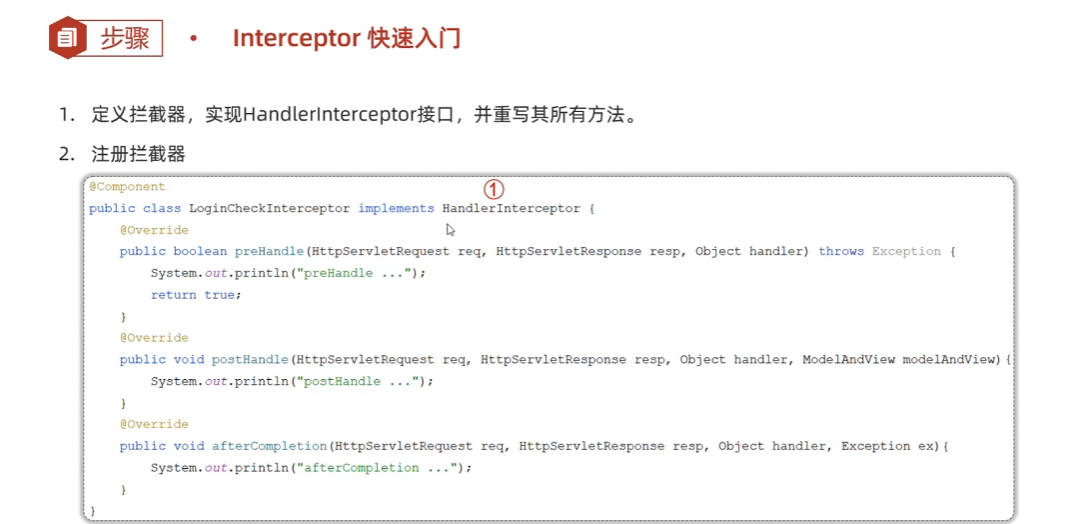 步骤 • Interceptor 快速入门
1. 定义拦截器，实现HandlerInterceptor接口，并重写其所有方法。
2. 注册拦截器
①
@Component
public class LoginCheckInterceptor implements HandlerInterceptor {
    @Override
    public boolean preHandle(HttpServletRequest req, HttpServletResponse resp, Object handler) throws Exception {
        System.out.println("preHandle ...");
        return true;
    }
    @Override
    public void postHandle(HttpServletRequest req, HttpServletResponse resp, Object handler, ModelAndView modelAndView){
        System.out.println("postHandle ...");
    }
    @Override
    public void afterCompletion(HttpServletRequest req, HttpServletResponse resp, Object handler, Exception ex){
        System.out.println("afterCompletion ...");
    }
}